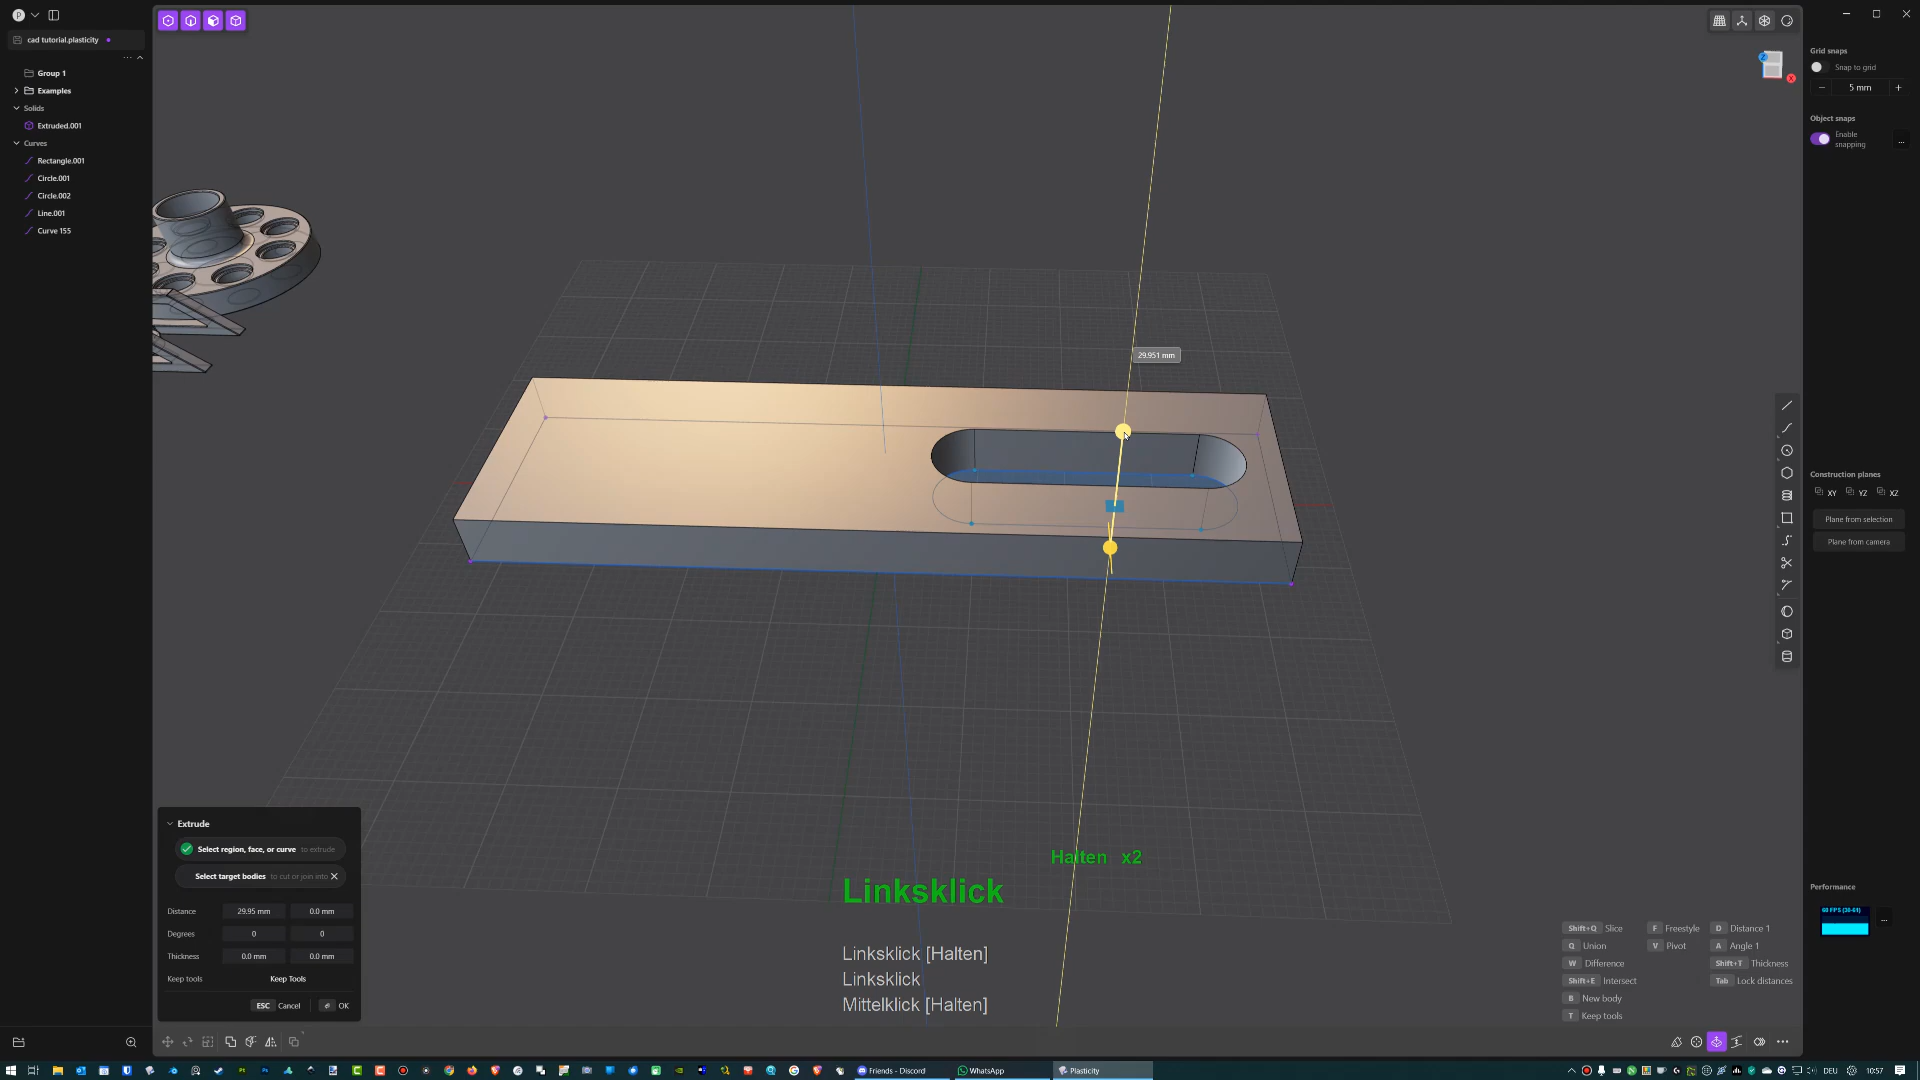 cad tutorial.plasticity
Group 1
Examples
Solids
Extruded.001
Curves
Rectangle.001
Circle.001
Circle.002
Line.001
Curve 155
29.951 mm
Grid snaps
Snap to grid
5 mm
Object snaps
Enable
snapping
Construction planes
XY YZ XZ
Plane from selection
Plane from camera
Performance
60 FPS (30-61)
Extrude
Select region, face, or curve to extrude
Select target bodies to cut or join into
Distance 29.95 mm 0.0 mm
Degrees 0 0
Thickness 0.0 mm 0.0 mm
Keep tools Keep Tools
ESC Cancel OK
Halten x2
Linksklick
Linksklick [Halten]
Linksklick
Mittelklick [Halten]
Shift+Q Slice F Freestyle D Distance 1
Q Union V Pivot A Angle 1
W Difference Shift+T Thickness
Shift+E Intersect Tab Lock distances
B New body
T Keep tools
Friends - Discord WhatsApp Plasticity DEU 10:57